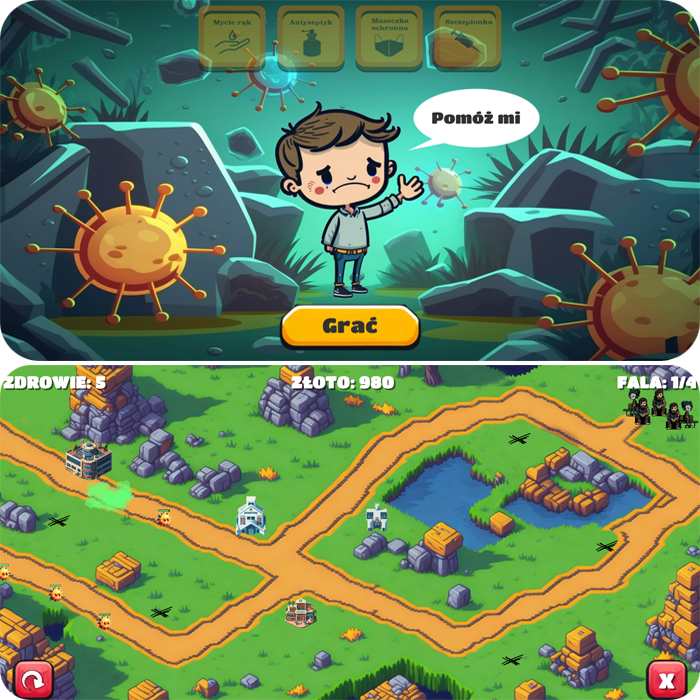 Mycie rąk
Antyseptyk
Maseczka
ochronna
Szczepionka
Pomóż mi
Grać
ZDROWIE: 5
ZŁOTO: 980
FALA: 1/4
X